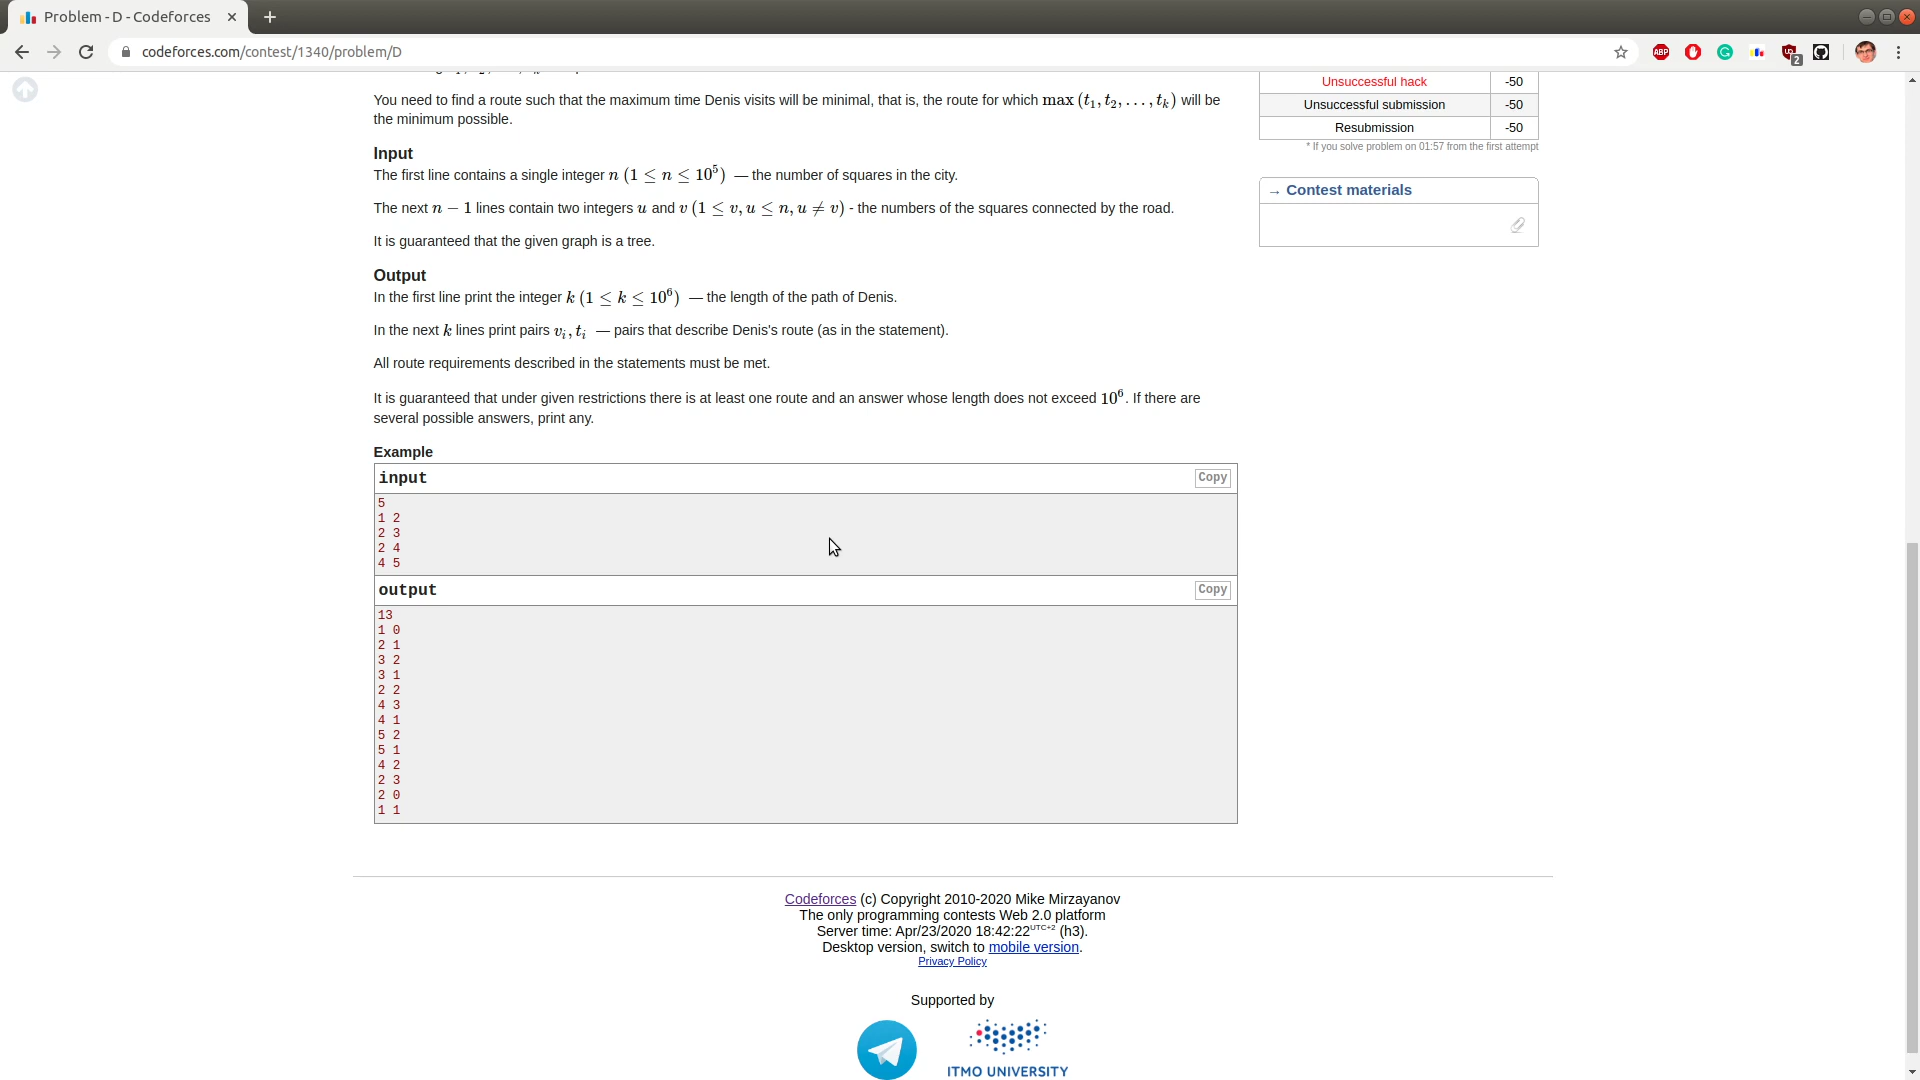 Problem - D - Codeforces
codeforces.com/contest/1340/problem/D
ABP
2
You need to find a route such that the maximum time Denis visits will be minimal, that is, the route for which max (t1, t2, . . . , tk) will be
the minimum possible.
Input
The first line contains a single integer n (1 ≤ n ≤ 10^5) — the number of squares in the city.
The next n − 1 lines contain two integers u and v (1 ≤ v, u ≤ n, u ≠ v) - the numbers of the squares connected by the road.
It is guaranteed that the given graph is a tree.
Output
In the first line print the integer k (1 ≤ k ≤ 10^6) — the length of the path of Denis.
In the next k lines print pairs vi, ti — pairs that describe Denis's route (as in the statement).
All route requirements described in the statements must be met.
It is guaranteed that under given restrictions there is at least one route and an answer whose length does not exceed 10^6. If there are
several possible answers, print any.
Example
input
Copy
5
1 2
2 3
2 4
4 5
output
Copy
13
1 0
2 1
3 2
3 1
2 2
4 3
4 1
5 2
5 1
4 2
2 3
2 0
1 1
Unsuccessful hack -50
Unsuccessful submission -50
Resubmission -50
* If you solve problem on 01:57 from the first attempt
→ Contest materials
Codeforces (c) Copyright 2010-2020 Mike Mirzayanov
The only programming contests Web 2.0 platform
Server time: Apr/23/2020 18:42:22 UTC+2 (h3).
Desktop version, switch to mobile version.
Privacy Policy
Supported by
ITMO UNIVERSITY